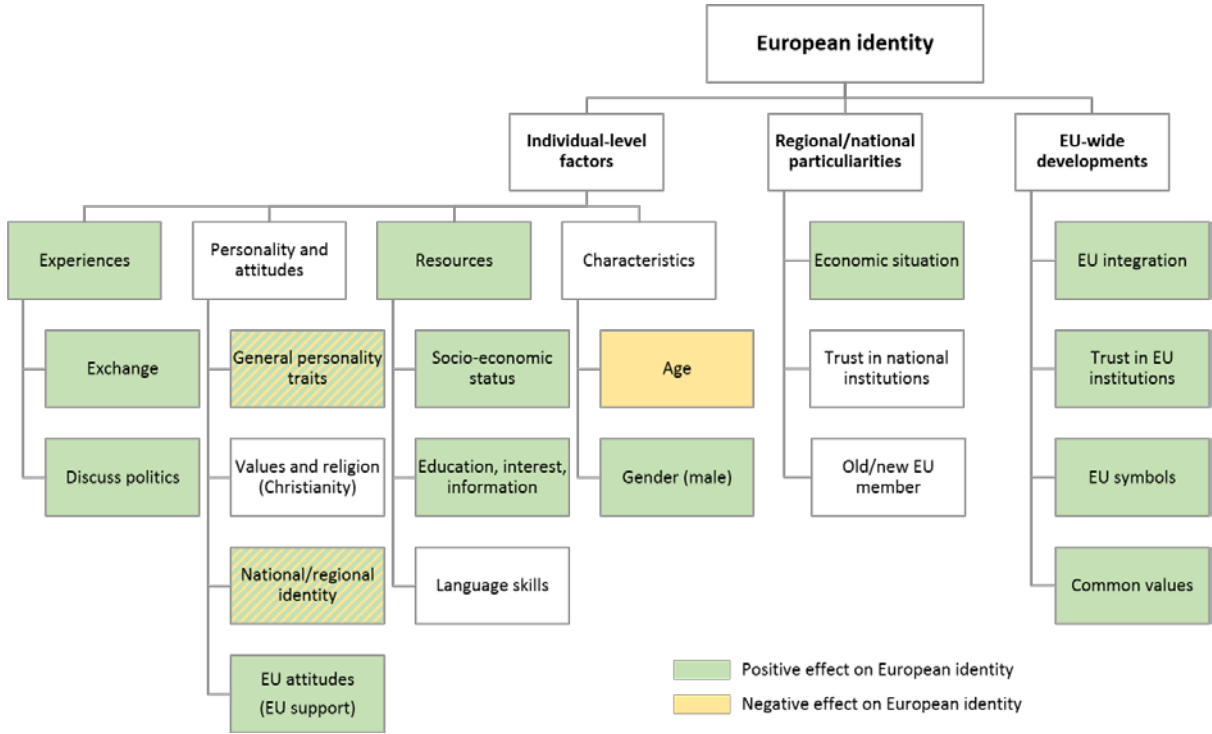 European identity
Individual-level
factors
Regional/national
particuliarities
EU-wide
developments
Experiences
Personality and
attitudes
Resources
Characteristics
Economic situation
EU integration
Exchange
General personality
traits
Socio-economic
status
Age
Trust in national
institutions
Trust in EU
institutions
Discuss politics
Values and religion
(Christianity)
Education, interest,
information
Gender (male)
Old/new EU
member
EU symbols
National/regional
identity
Language skills
Common values
EU attitudes
(EU support)
Positive effect on European identity
Negative effect on European identity